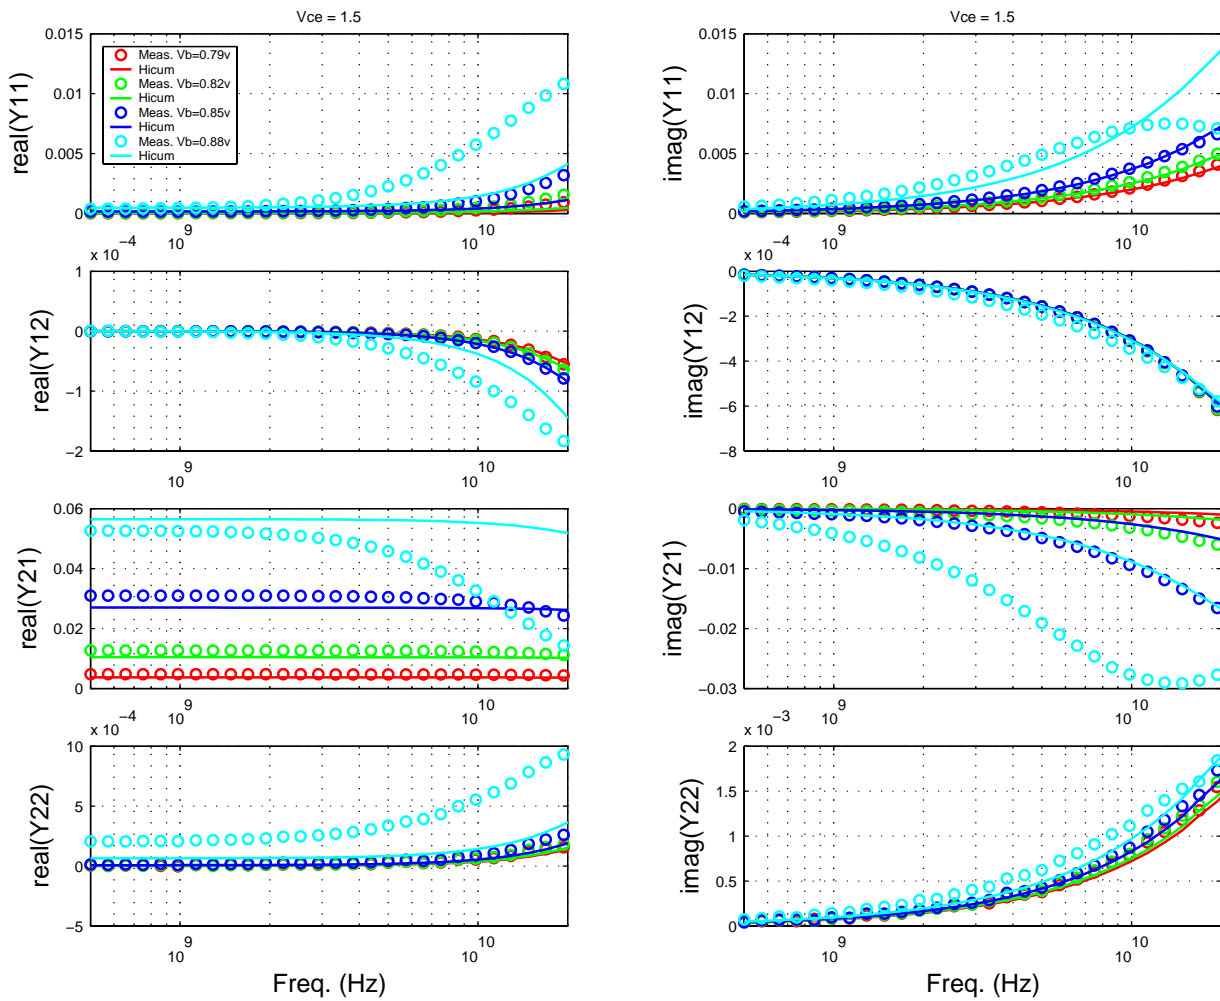 Vce = 1.5
0.015
0.01
0.005
0
real(Y11)
Meas. Vb=0.79v
Hicum
Meas. Vb=0.82v
Hicum
Meas. Vb=0.85v
Hicum
Meas. Vb=0.88v
Hicum
10^9
10^10
Vce = 1.5
0.015
0.01
0.005
0
imag(Y11)
10^9
10^10
x 10^−4
1
0
−1
−2
real(Y12)
10^9
10^10
x 10^−4
0
−2
−4
−6
−8
imag(Y12)
10^9
10^10
0.06
0.04
0.02
0
real(Y21)
10^9
10^10
0
−0.01
−0.02
−0.03
imag(Y21)
10^9
10^10
x 10^−4
10
5
0
−5
real(Y22)
10^9
10^10
Freq. (Hz)
x 10^−3
2
1.5
1
0.5
0
imag(Y22)
10^9
10^10
Freq. (Hz)